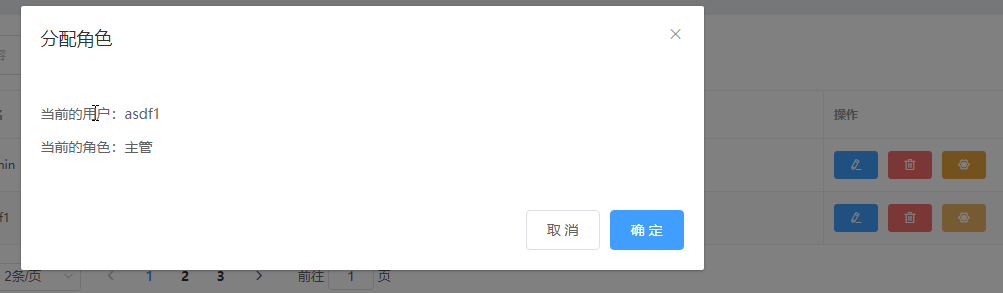 分配角色
当前的用户：asdf1
当前的角色：主管
取 消
确 定
操作
min
f1
2条/页
1
2
3
前往
1
页